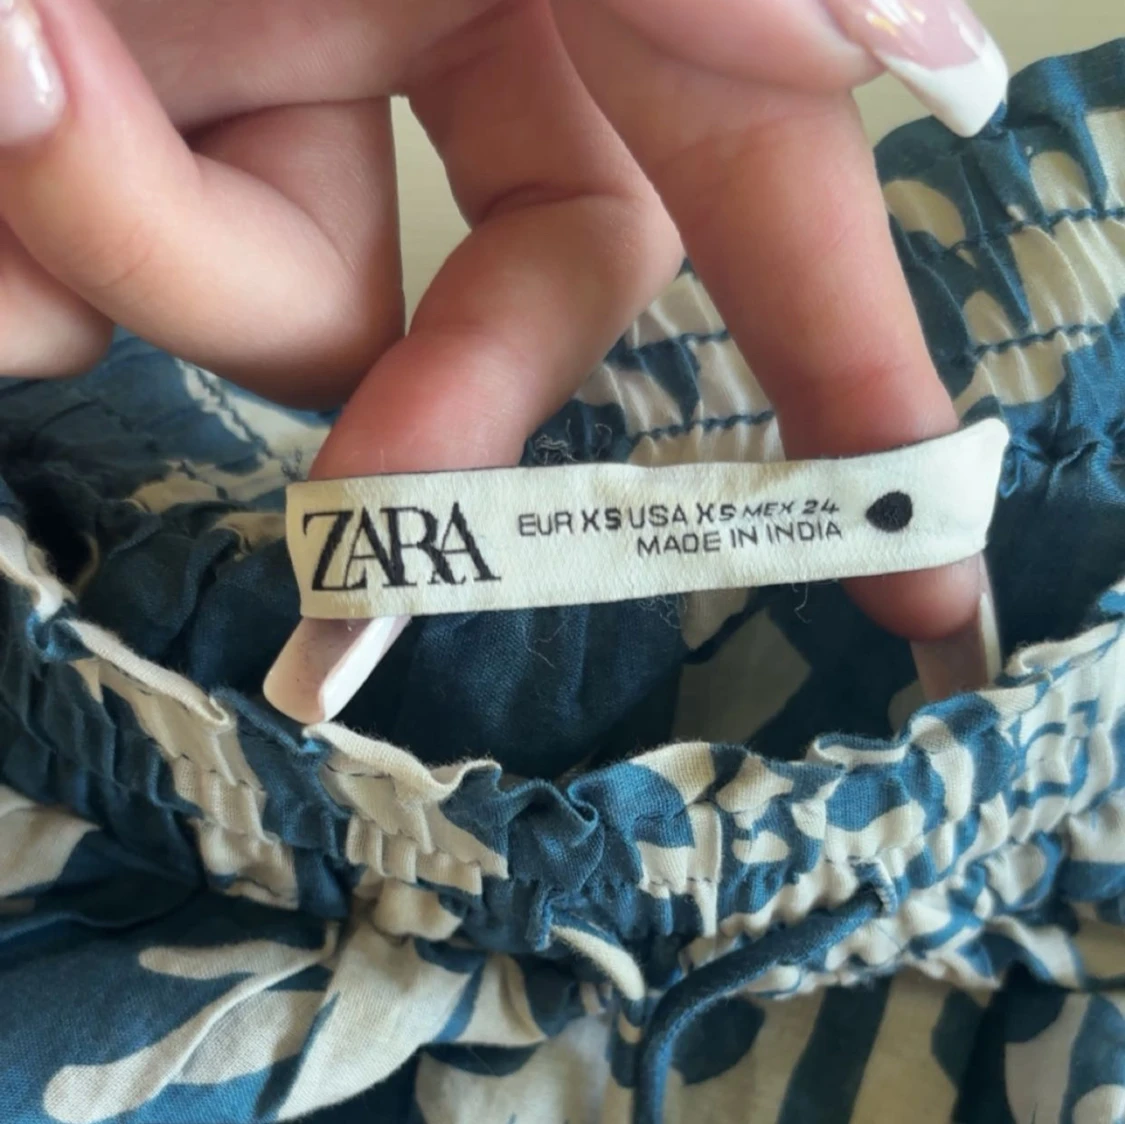 ZARA
EUR XS USA XS MEX 24
MADE IN INDIA